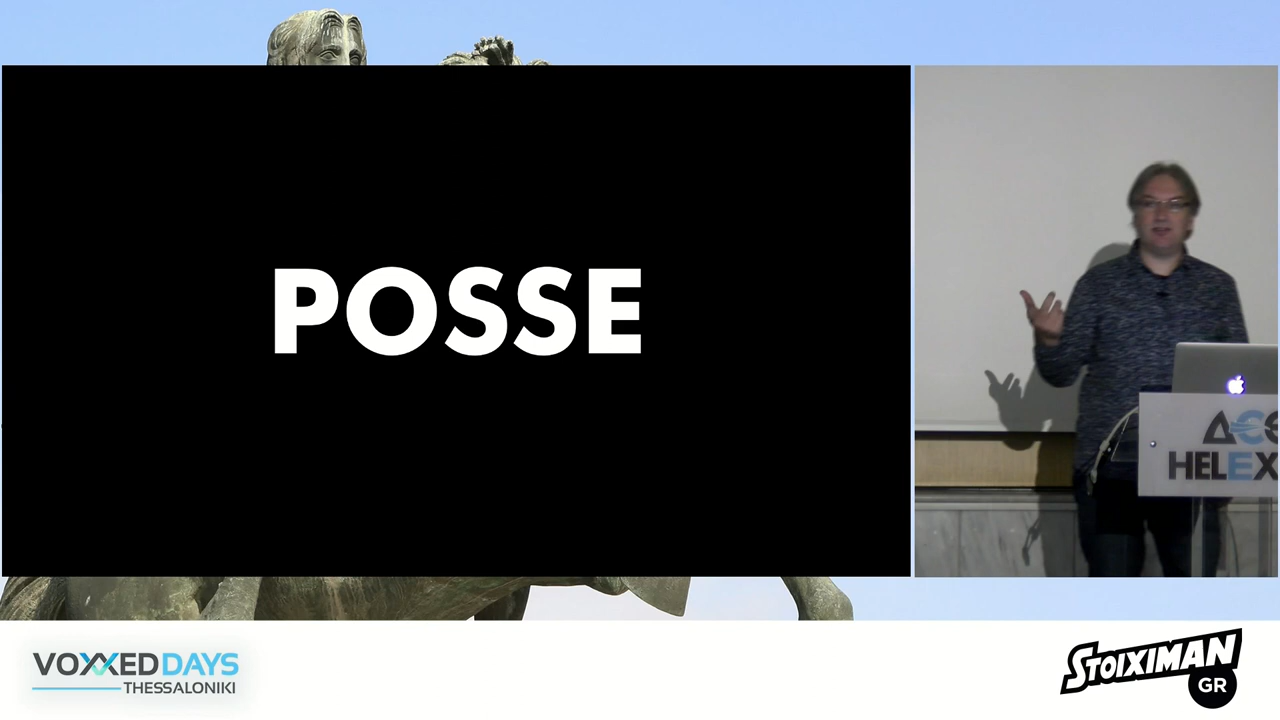 POSSE
HELEX
VOXXED DAYS
THESSALONIKI
STOIXIMAN
GR